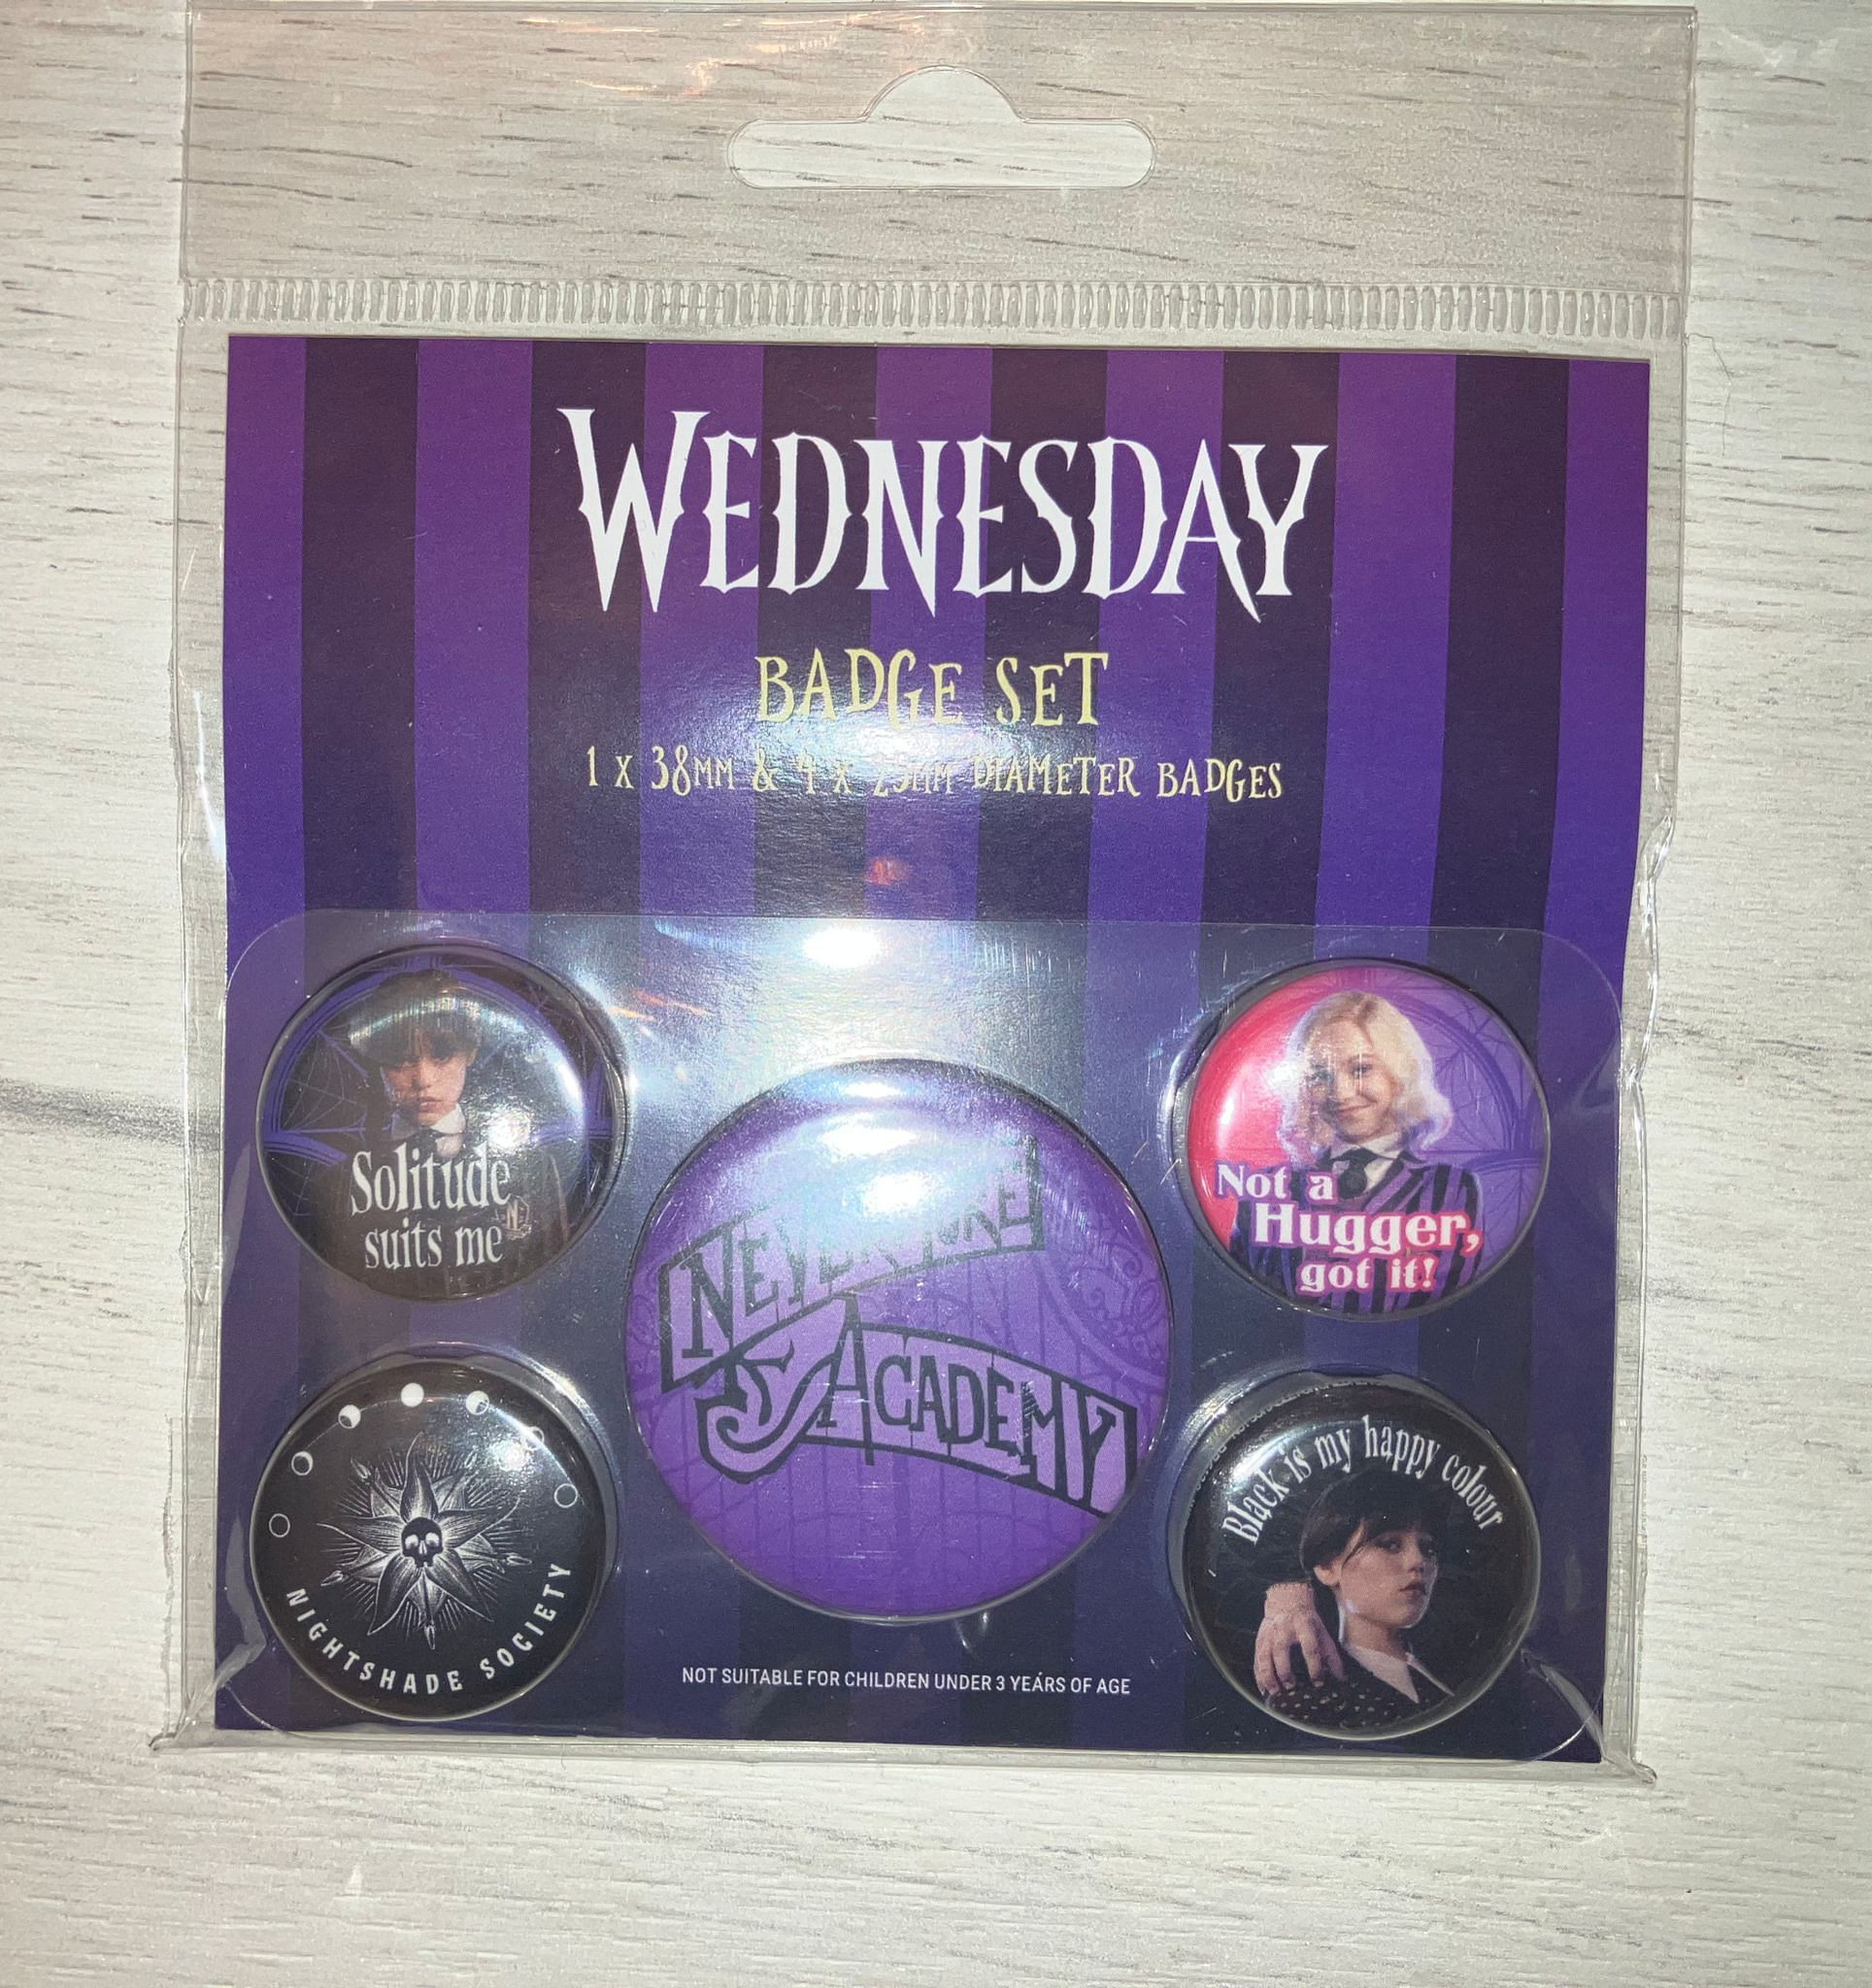 WEDNESDAY
BADGE SET
1 x 38MM & 4 x 25MM DIAMETER BADGES
Solitude
suits me
Not a
Hugger,
got it!
NEVERMORE
ACADEMY
NIGHTSHADE SOCIETY
Black is my happy colour
NOT SUITABLE FOR CHILDREN UNDER 3 YEARS OF AGE